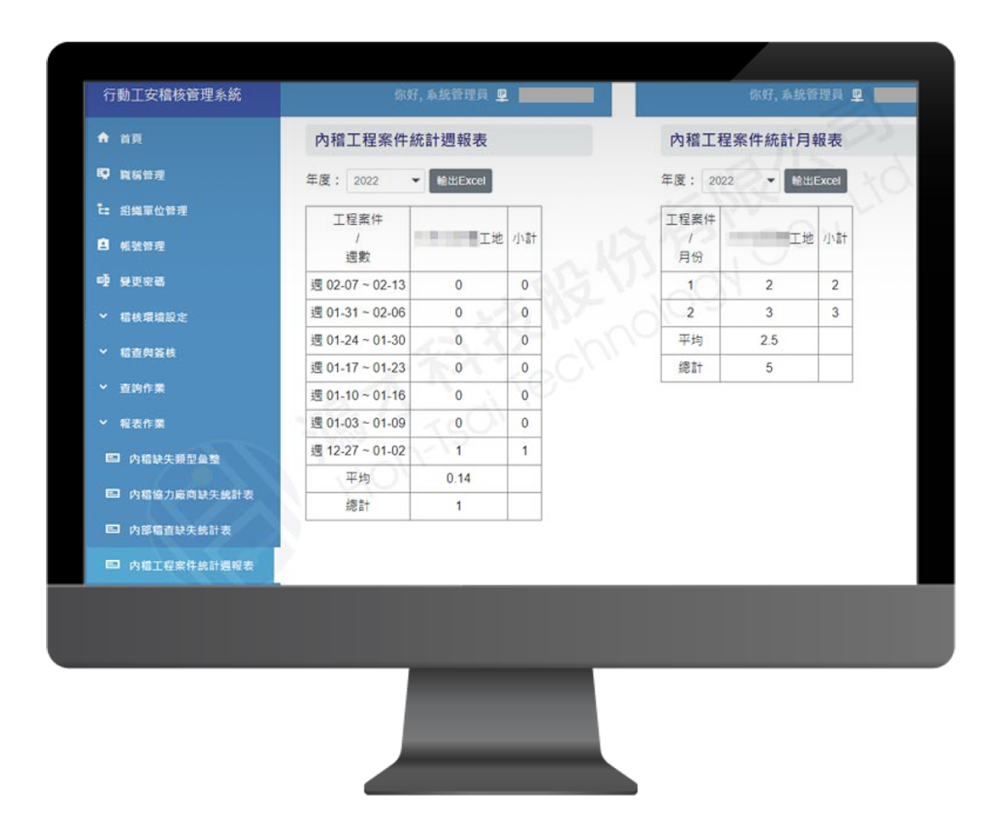 行動工安稽核管理系統
你好, 系統管理員
你好, 系統管理員
首頁
職稱管理
組織單位管理
帳號管理
變更密碼
稽核環境設定
稽查與簽核
查詢作業
報表作業
內稽缺失類型彙整
內稽協力廠商缺失統計表
內部稽查缺失統計表
內稽工程案件統計週報表
內稽工程案件統計週報表
年度： 2022 輸出Excel
工程案件
/
週數
工地 小計
週 02-07 ~ 02-13 0 0
週 01-31 ~ 02-06 0 0
週 01-24 ~ 01-30 0 0
週 01-17 ~ 01-23 0 0
週 01-10 ~ 01-16 0 0
週 01-03 ~ 01-09 0 0
週 12-27 ~ 01-02 1 1
平均 0.14
總計 1
內稽工程案件統計月報表
年度： 2022 輸出Excel
工程案件
/
月份
工地 小計
1 2 2
2 3 3
平均 2.5
總計 5
鴻才科技股份有限公司
Hon-Tsai Technology CO., Ltd